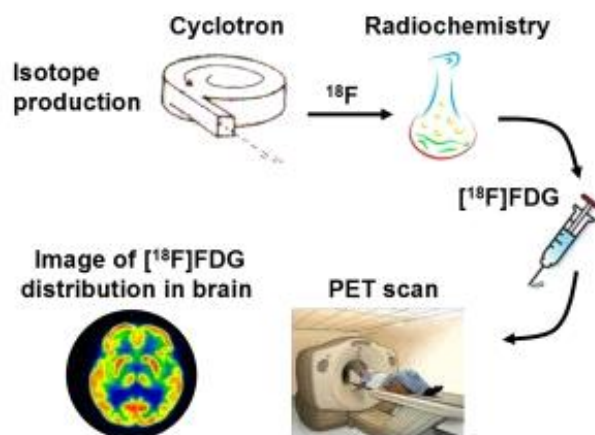 Cyclotron
Radiochemistry
Isotope
production
¹⁸F
[¹⁸F]FDG
Image of [¹⁸F]FDG
distribution in brain
PET scan